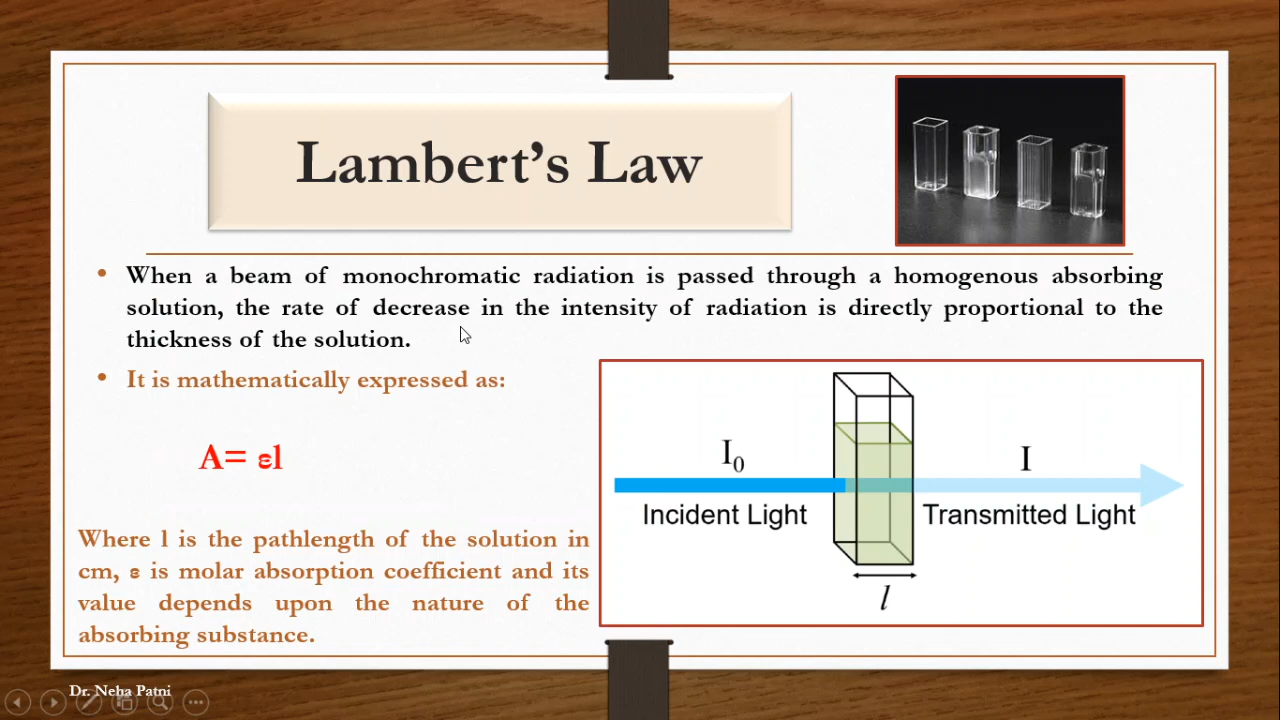 Lambert's Law
• When a beam of monochromatic radiation is passed through a homogenous absorbing
solution, the rate of decrease in the intensity of radiation is directly proportional to the
thickness of the solution.
• It is mathematically expressed as:
A= εl
Where l is the pathlength of the solution in
cm, ε is molar absorption coefficient and its
value depends upon the nature of the
absorbing substance.
I₀
I
Incident Light
Transmitted Light
l
Dr. Neha Patni